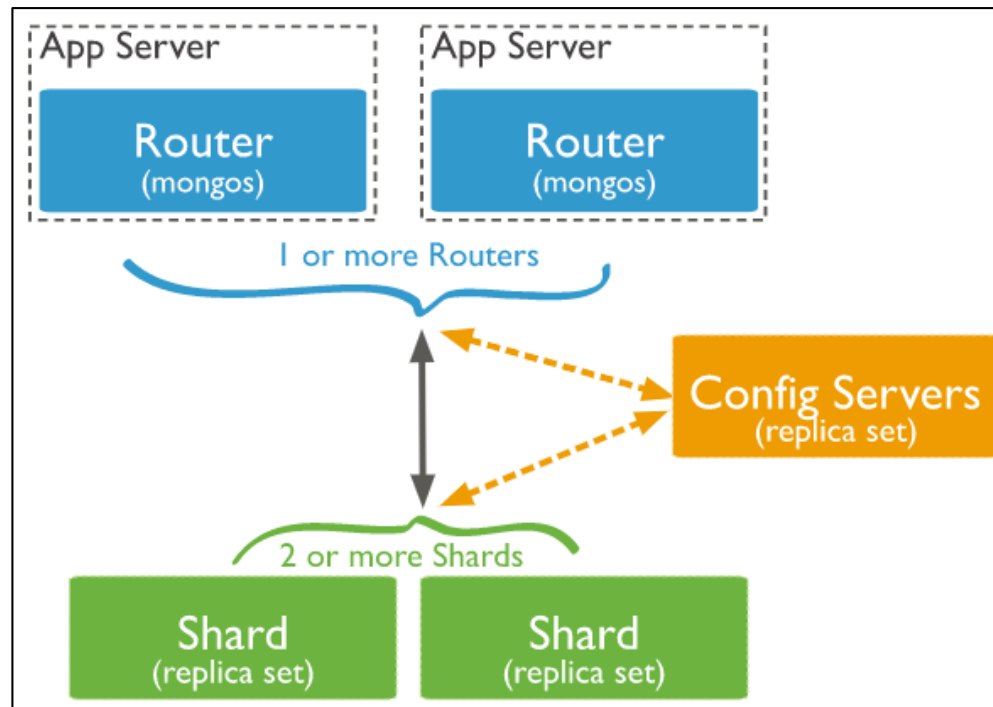 App Server
App Server
Router
(mongos)
Router
(mongos)
1 or more Routers
Config Servers
(replica set)
2 or more Shards
Shard
(replica set)
Shard
(replica set)